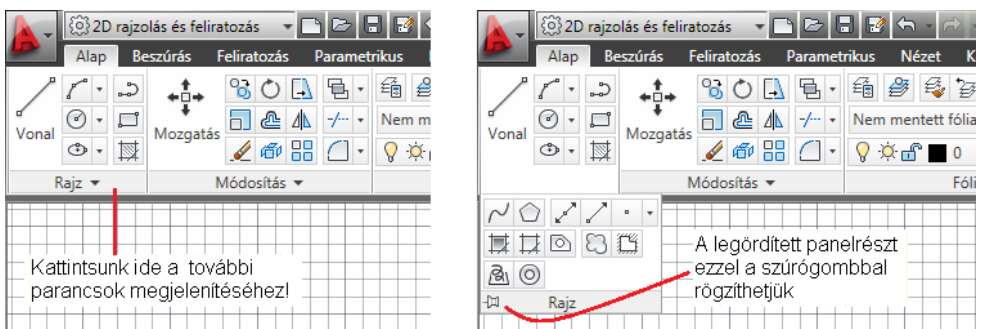 2D rajzolás és feliratozás
Alap Beszúrás Feliratozás Parametrikus
Vonal
Mozgatás
Nem m
Rajz
Módosítás
Kattintsunk ide a további
parancsok megjelenítéséhez!
2D rajzolás és feliratozás
Alap Beszúrás Feliratozás Parametrikus Nézet K
Vonal
Mozgatás
Nem mentett fólia
0
Módosítás
Fóli
Rajz
A legördített panelrészt
ezzel a szúrógombbal
rögzíthetjük